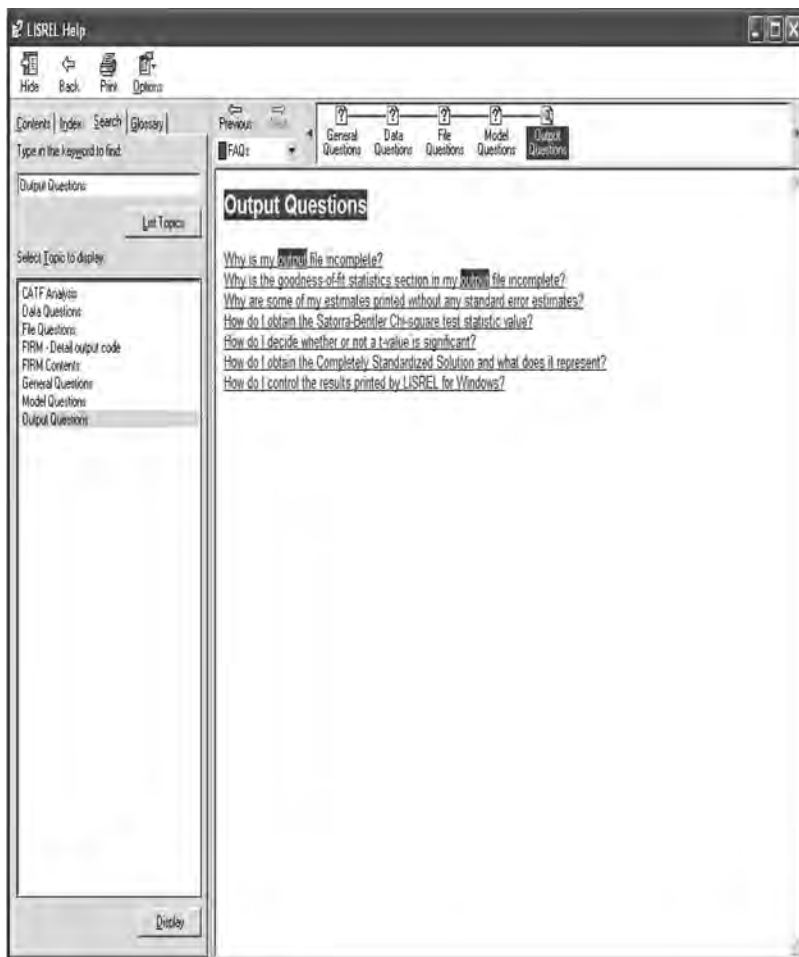 LISREL Help
Hide Back Print Options
Contents Index Search Glossary
Type in the keyword to find:
Output Questions
List Topics
Select Topic to display:
CATF Analysis
Data Questions
File Questions
FIRM - Detail output code
FIRM Contents
General Questions
Model Questions
Output Questions
Display
Previous Next
FAQs
General Questions
Data Questions
File Questions
Model Questions
Output Questions
Output Questions
Why is my output file incomplete?
Why is the goodness-of-fit statistics section in my output file incomplete?
Why are some of my estimates printed without any standard error estimates?
How do I obtain the Satorra-Bentler Chi-square test statistic value?
How do I decide whether or not a t-value is significant?
How do I obtain the Completely Standardized Solution and what does it represent?
How do I control the results printed by LISREL for Windows?